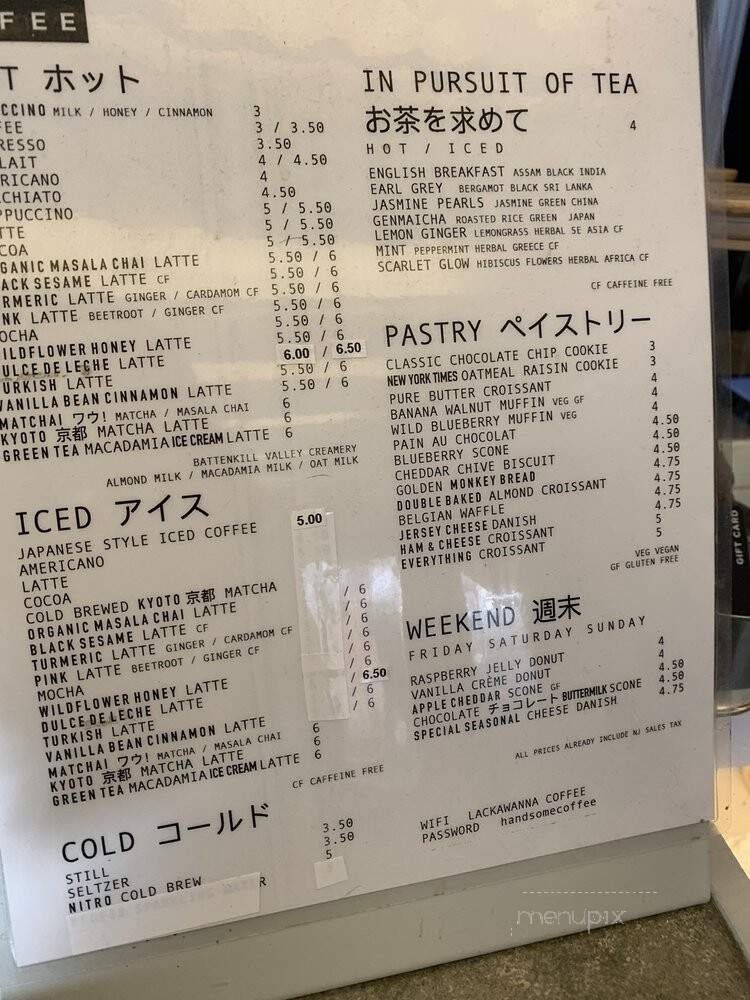 FFEE
T ホット
CCINO MILK / HONEY / CINNAMON 3
FEE 3 / 3.50
RESSO 3.50
LAIT 4 / 4.50
RICANO 4
CHIATO 4.50
PPUCCINO 5 / 5.50
TTE 5 / 5.50
COA 5 / 5.50
GANIC MASALA CHAI LATTE 5.50 / 6
ACK SESAME LATTE CF 5.50 / 6
URMERIC LATTE GINGER / CARDAMOM CF 5.50 / 6
NK LATTE BEETROOT / GINGER CF 5.50 / 6
OCHA 5.50 / 6
ILDFLOWER HONEY LATTE 5.50 / 6
ULCE DE LECHE LATTE 6.00 / 6.50
URKISH LATTE 5.50 / 6
VANILLA BEAN CINNAMON LATTE 5.50 / 6
MATCHAI ワウ! MATCHA / MASALA CHAI 6
KYOTO 京都 MATCHA LATTE 6
GREEN TEA MACADAMIA ICE CREAM LATTE 6
BATTENKILL VALLEY CREAMERY
ALMOND MILK / MACADAMIA MILK / OAT MILK
ICED アイス
JAPANESE STYLE ICED COFFEE 5.00
AMERICANO
LATTE
COCOA
COLD BREWED KYOTO 京都 MATCHA / 6
ORGANIC MASALA CHAI LATTE / 6
BLACK SESAME LATTE CF / 6
TURMERIC LATTE GINGER / CARDAMOM CF / 6
PINK LATTE BEETROOT / GINGER CF / 6
MOCHA / 6
WILDFLOWER HONEY LATTE / 6
DULCE DE LECHE LATTE / 6.50
TURKISH LATTE / 6
VANILLA BEAN CINNAMON LATTE / 6
MATCHAI ワウ! MATCHA / MASALA CHAI 6
KYOTO 京都 MATCHA LATTE 6
GREEN TEA MACADAMIA ICE CREAM LATTE 6
CF CAFFEINE FREE
COLD コールド
STILL 3.50
SELTZER 3.50
NITRO COLD BREW 5
IN PURSUIT OF TEA
お茶を求めて 4
HOT / ICED
ENGLISH BREAKFAST ASSAM BLACK INDIA
EARL GREY BERGAMOT BLACK SRI LANKA
JASMINE PEARLS JASMINE GREEN CHINA
GENMAICHA ROASTED RICE GREEN JAPAN
LEMON GINGER LEMONGRASS HERBAL SE ASIA CF
MINT PEPPERMINT HERBAL GREECE CF
SCARLET GLOW HIBISCUS FLOWERS HERBAL AFRICA CF
CF CAFFEINE FREE
PASTRY ペイストリー
CLASSIC CHOCOLATE CHIP COOKIE 3
NEW YORK TIMES OATMEAL RAISIN COOKIE 3
PURE BUTTER CROISSANT 4
BANANA WALNUT MUFFIN VEG GF 4
WILD BLUEBERRY MUFFIN VEG 4
PAIN AU CHOCOLAT 4.50
BLUEBERRY SCONE 4.50
CHEDDAR CHIVE BISCUIT 4.50
GOLDEN MONKEY BREAD 4.75
DOUBLE BAKED ALMOND CROISSANT 4.75
BELGIAN WAFFLE 4.75
JERSEY CHEESE DANISH 4.75
HAM & CHEESE CROISSANT 5
EVERYTHING CROISSANT 5
VEG VEGAN
GF GLUTEN FREE
WEEKEND 週末
FRIDAY SATURDAY SUNDAY
RASPBERRY JELLY DONUT 4
VANILLA CRÈME DONUT 4
APPLE CHEDDAR SCONE GF 4.50
CHOCOLATE チョコレート BUTTERMILK SCONE 4.50
SPECIAL SEASONAL CHEESE DANISH 4.75
ALL PRICES ALREADY INCLUDE NJ SALES TAX
WIFI LACKAWANNA COFFEE
PASSWORD handsomecoffee
GIFT CARD
menupix